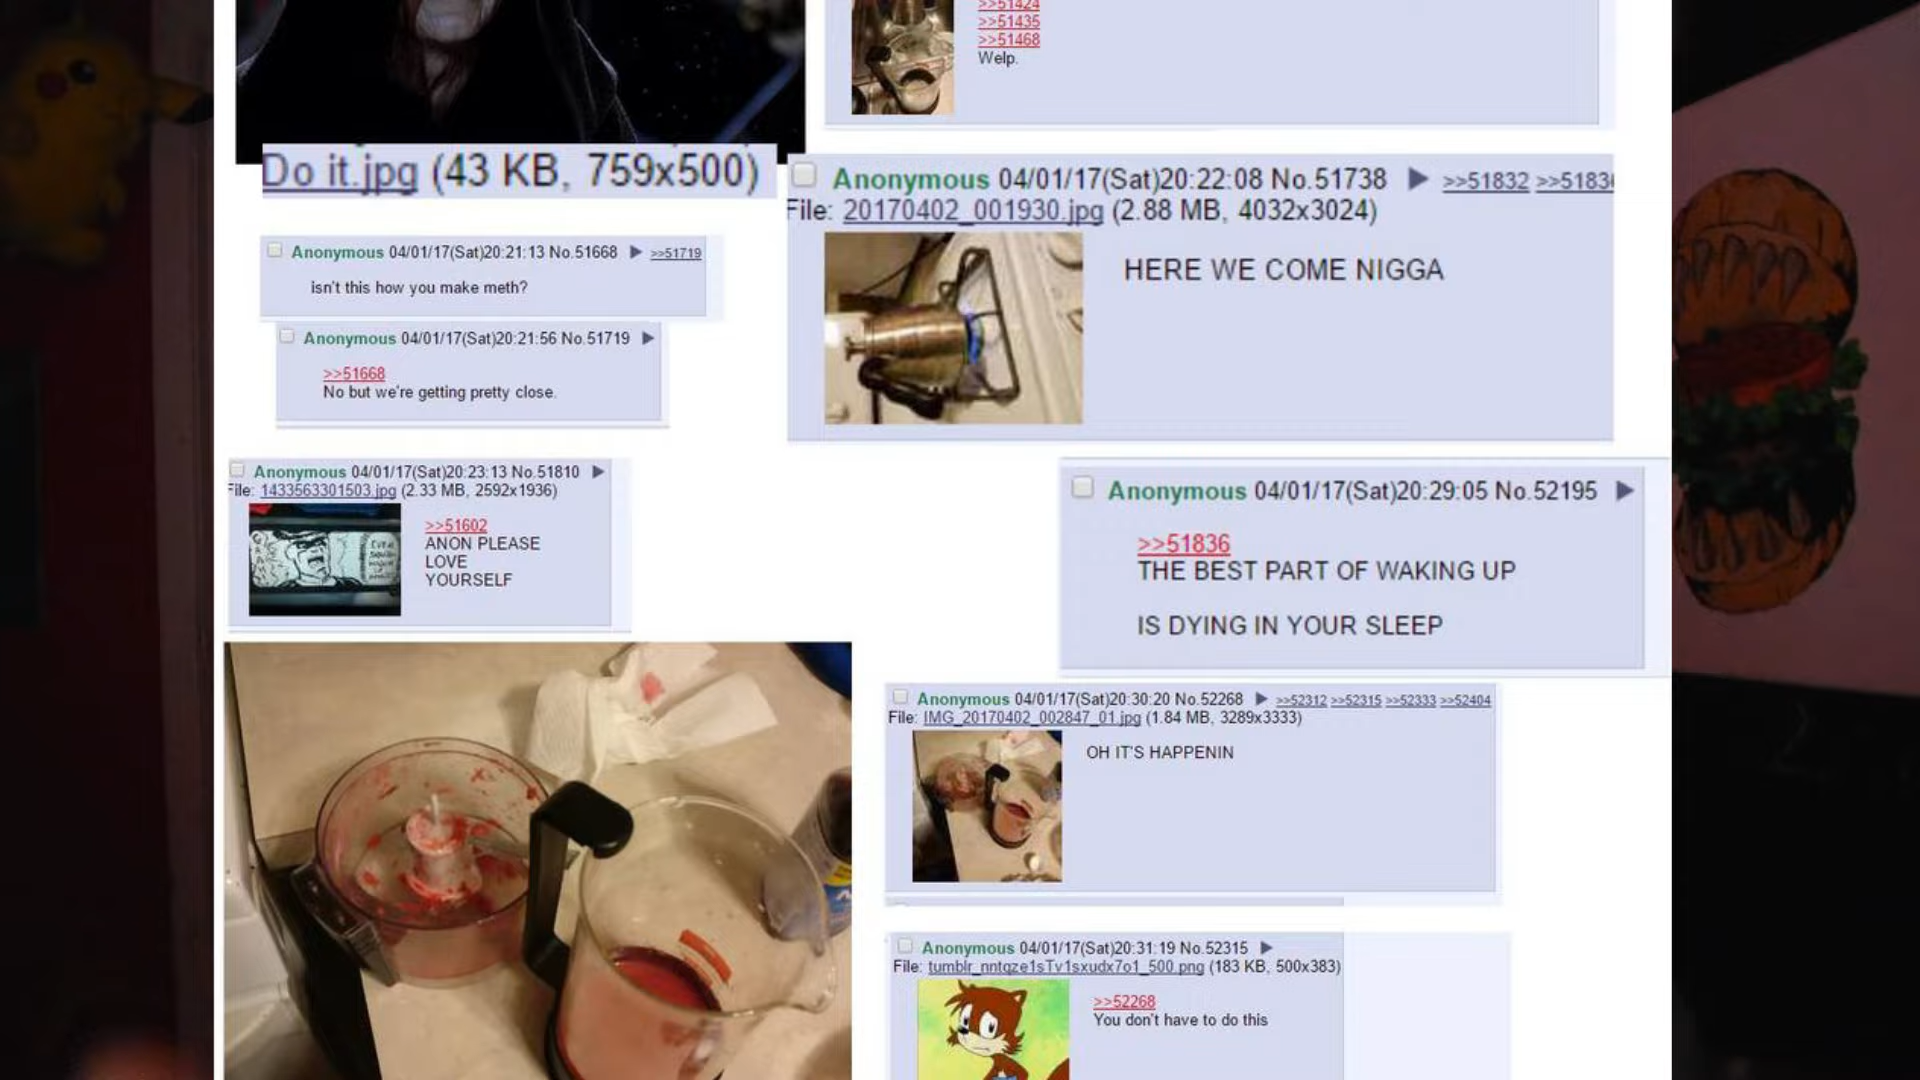 >>51424
>>51435
>>51468
Welp.
Do it.jpg (43 KB, 759x500)
Anonymous 04/01/17(Sat)20:22:08 No.51738 ▶ >>51832 >>5183
File: 20170402_001930.jpg (2.88 MB, 4032x3024)
HERE WE COME NIGGA
Anonymous 04/01/17(Sat)20:21:13 No.51668 ▶ >>51719
isn't this how you make meth?
Anonymous 04/01/17(Sat)20:21:56 No.51719 ▶
>>51668
No but we're getting pretty close.
Anonymous 04/01/17(Sat)20:23:13 No.51810 ▶
File: 1433563301503.jpg (2.33 MB, 2592x1936)
>>51602
ANON PLEASE
LOVE
YOURSELF
Anonymous 04/01/17(Sat)20:29:05 No.52195 ▶
>>51836
THE BEST PART OF WAKING UP
IS DYING IN YOUR SLEEP
Anonymous 04/01/17(Sat)20:30:20 No.52268 ▶ >>52312 >>52315 >>52333 >>52404
File: IMG_20170402_002847_01.jpg (1.84 MB, 3289x3333)
OH IT'S HAPPENIN
Anonymous 04/01/17(Sat)20:31:19 No.52315 ▶
File: tumblr_nntqze1sTv1sxudx7o1_500.png (183 KB, 500x383)
>>52268
You don't have to do this